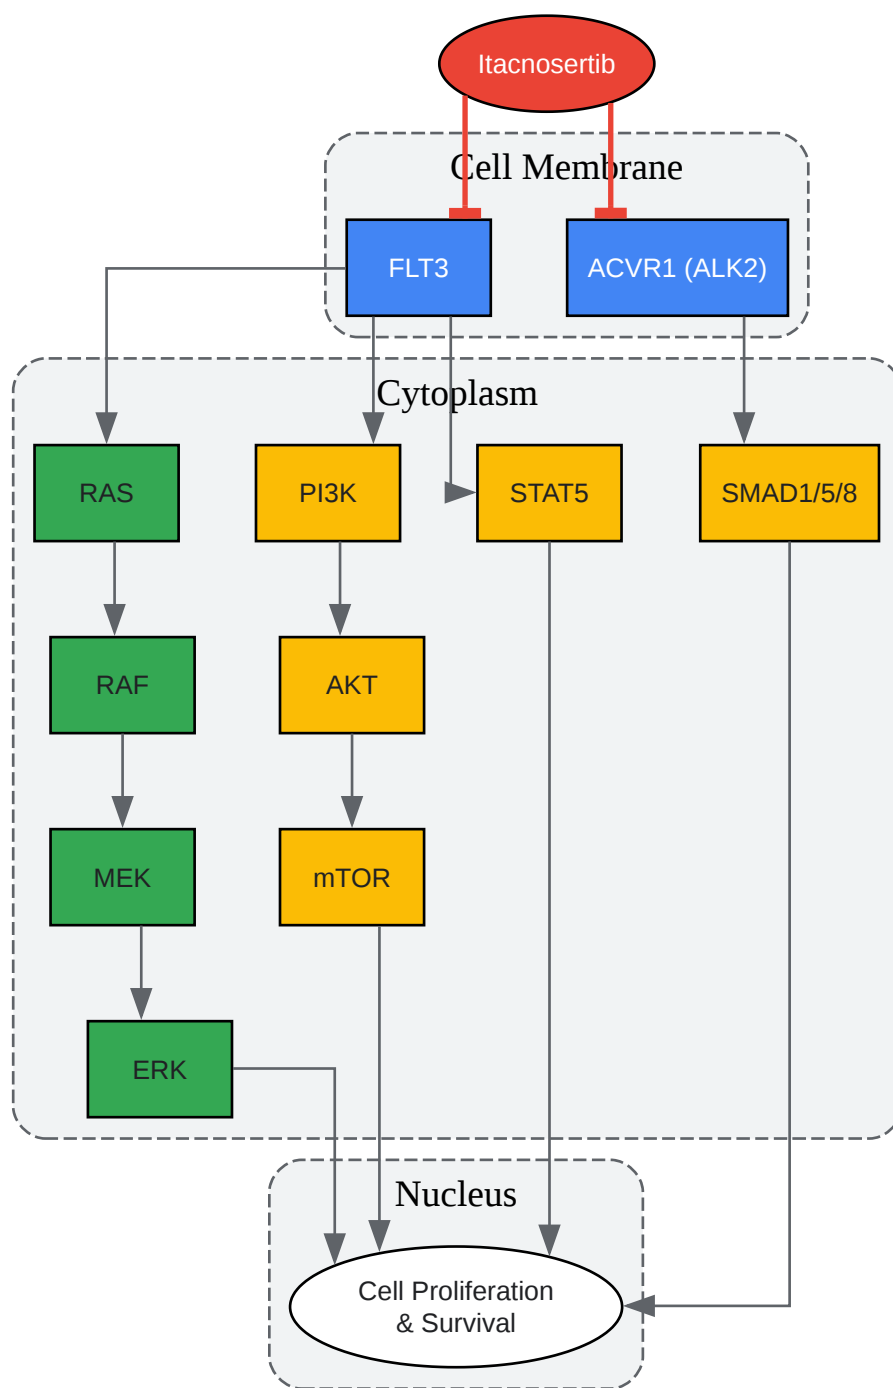 Itacnosertib
Cell Membrane
FLT3
ACVR1 (ALK2)
Cytoplasm
RAS
PI3K
STAT5
SMAD1/5/8
RAF
AKT
MEK
mTOR
ERK
Nucleus
Cell Proliferation
& Survival